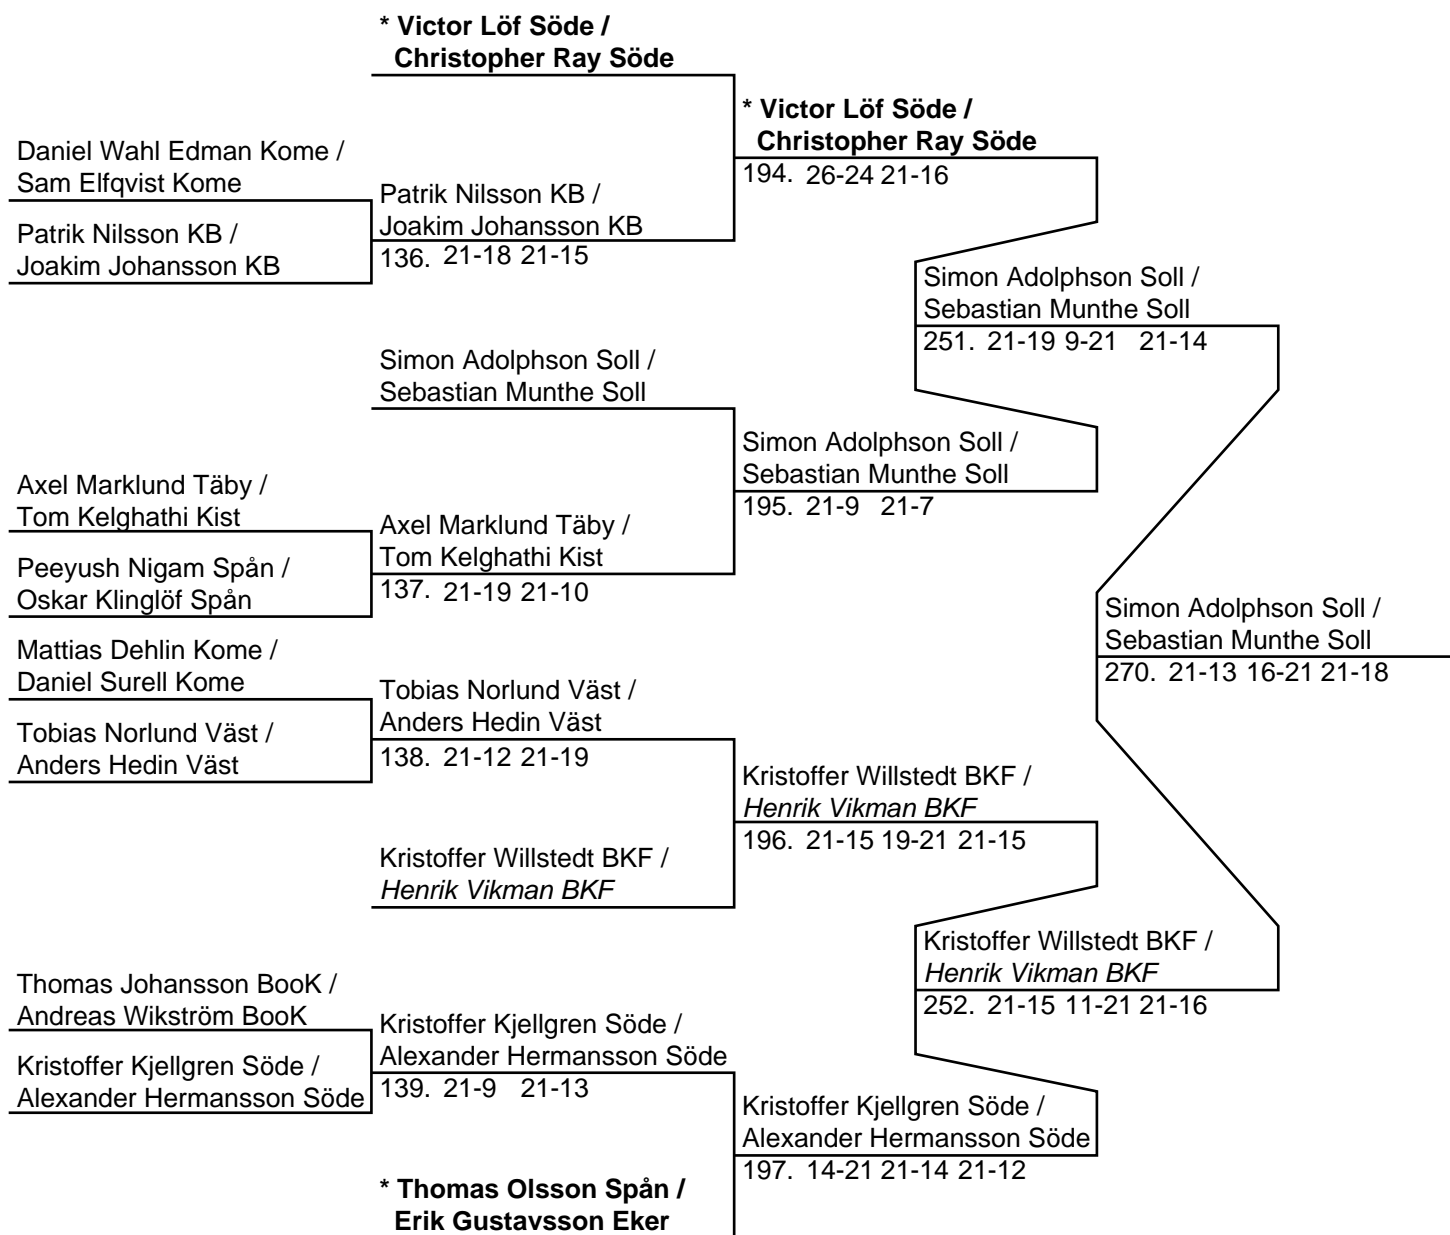 * Victor Löf Söde /
Christopher Ray Söde
Daniel Wahl Edman Kome /
Sam Elfqvist Kome
Patrik Nilsson KB /
Joakim Johansson KB
Patrik Nilsson KB /
Joakim Johansson KB
136. 21-18 21-15
* Victor Löf Söde /
Christopher Ray Söde
194. 26-24 21-16
Simon Adolphson Soll /
Sebastian Munthe Soll
Axel Marklund Täby /
Tom Kelghathi Kist
Peeyush Nigam Spån /
Oskar Klinglöf Spån
Axel Marklund Täby /
Tom Kelghathi Kist
137. 21-19 21-10
Simon Adolphson Soll /
Sebastian Munthe Soll
195. 21-9 21-7
Simon Adolphson Soll /
Sebastian Munthe Soll
251. 21-19 9-21 21-14
Mattias Dehlin Kome /
Daniel Surell Kome
Tobias Norlund Väst /
Anders Hedin Väst
Tobias Norlund Väst /
Anders Hedin Väst
138. 21-12 21-19
Kristoffer Willstedt BKF /
Henrik Vikman BKF
Kristoffer Willstedt BKF /
Henrik Vikman BKF
196. 21-15 19-21 21-15
Thomas Johansson BooK /
Andreas Wikström BooK
Kristoffer Kjellgren Söde /
Alexander Hermansson Söde
Kristoffer Kjellgren Söde /
Alexander Hermansson Söde
139. 21-9 21-13
* Thomas Olsson Spån /
Erik Gustavsson Eker
Kristoffer Kjellgren Söde /
Alexander Hermansson Söde
197. 14-21 21-14 21-12
Kristoffer Willstedt BKF /
Henrik Vikman BKF
252. 21-15 11-21 21-16
Simon Adolphson Soll /
Sebastian Munthe Soll
270. 21-13 16-21 21-18